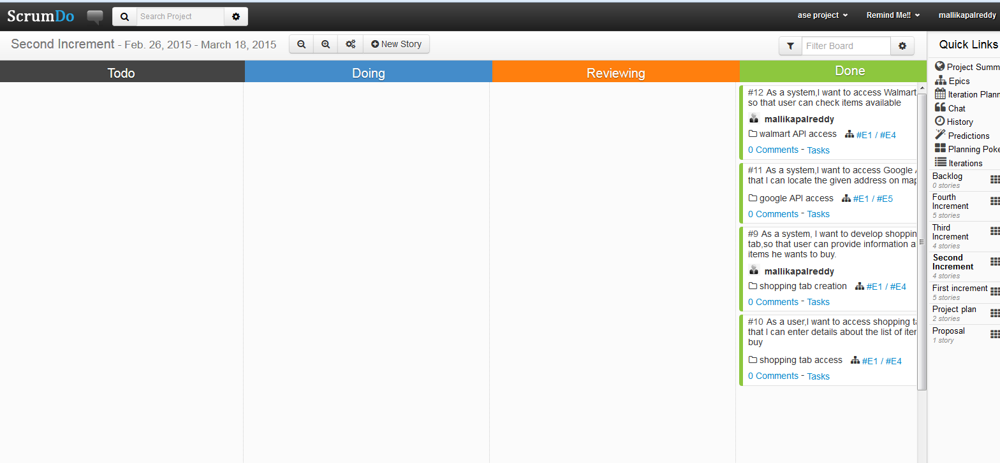 ScrumDo
Search Project
ase project
Remind Me!!
mallikapalreddy
Second Increment - Feb. 26, 2015 - March 18, 2015
New Story
Filter Board
Todo
Doing
Reviewing
Done
#12 As a system,I want to access Walmart
so that user can check items available
mallikapalreddy
walmart API access #E1 / #E4
0 Comments - Tasks
#11 As a system,I want to access Google
that I can locate the given address on map
google API access #E1 / #E5
0 Comments - Tasks
#9 As a system, I want to develop shoppin
tab,so that user can provide information a
items he wants to buy.
mallikapalreddy
shopping tab creation #E1 / #E4
0 Comments - Tasks
#10 As a user,I want to access shopping ta
that I can enter details about the list of iter
buy
shopping tab access #E1 / #E4
0 Comments - Tasks
Quick Links
Project Summ
Epics
Iteration Plann
Chat
History
Predictions
Planning Poke
Iterations
Backlog
0 stories
Fourth
Increment
5 stories
Third
Increment
4 stories
Second
Increment
4 stories
First increment
5 stories
Project plan
2 stories
Proposal
1 story